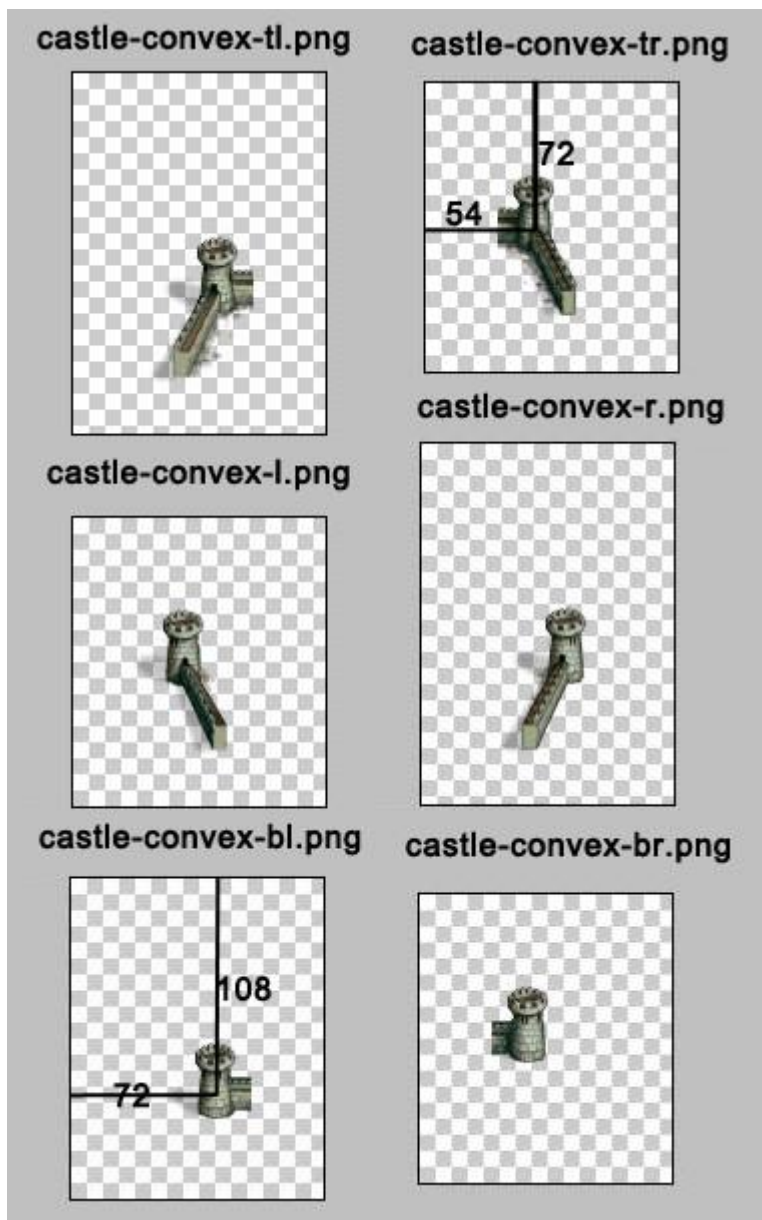 castle-convex-tl.png
castle-convex-tr.png
72
54
castle-convex-r.png
castle-convex-l.png
castle-convex-bl.png
castle-convex-br.png
108
72